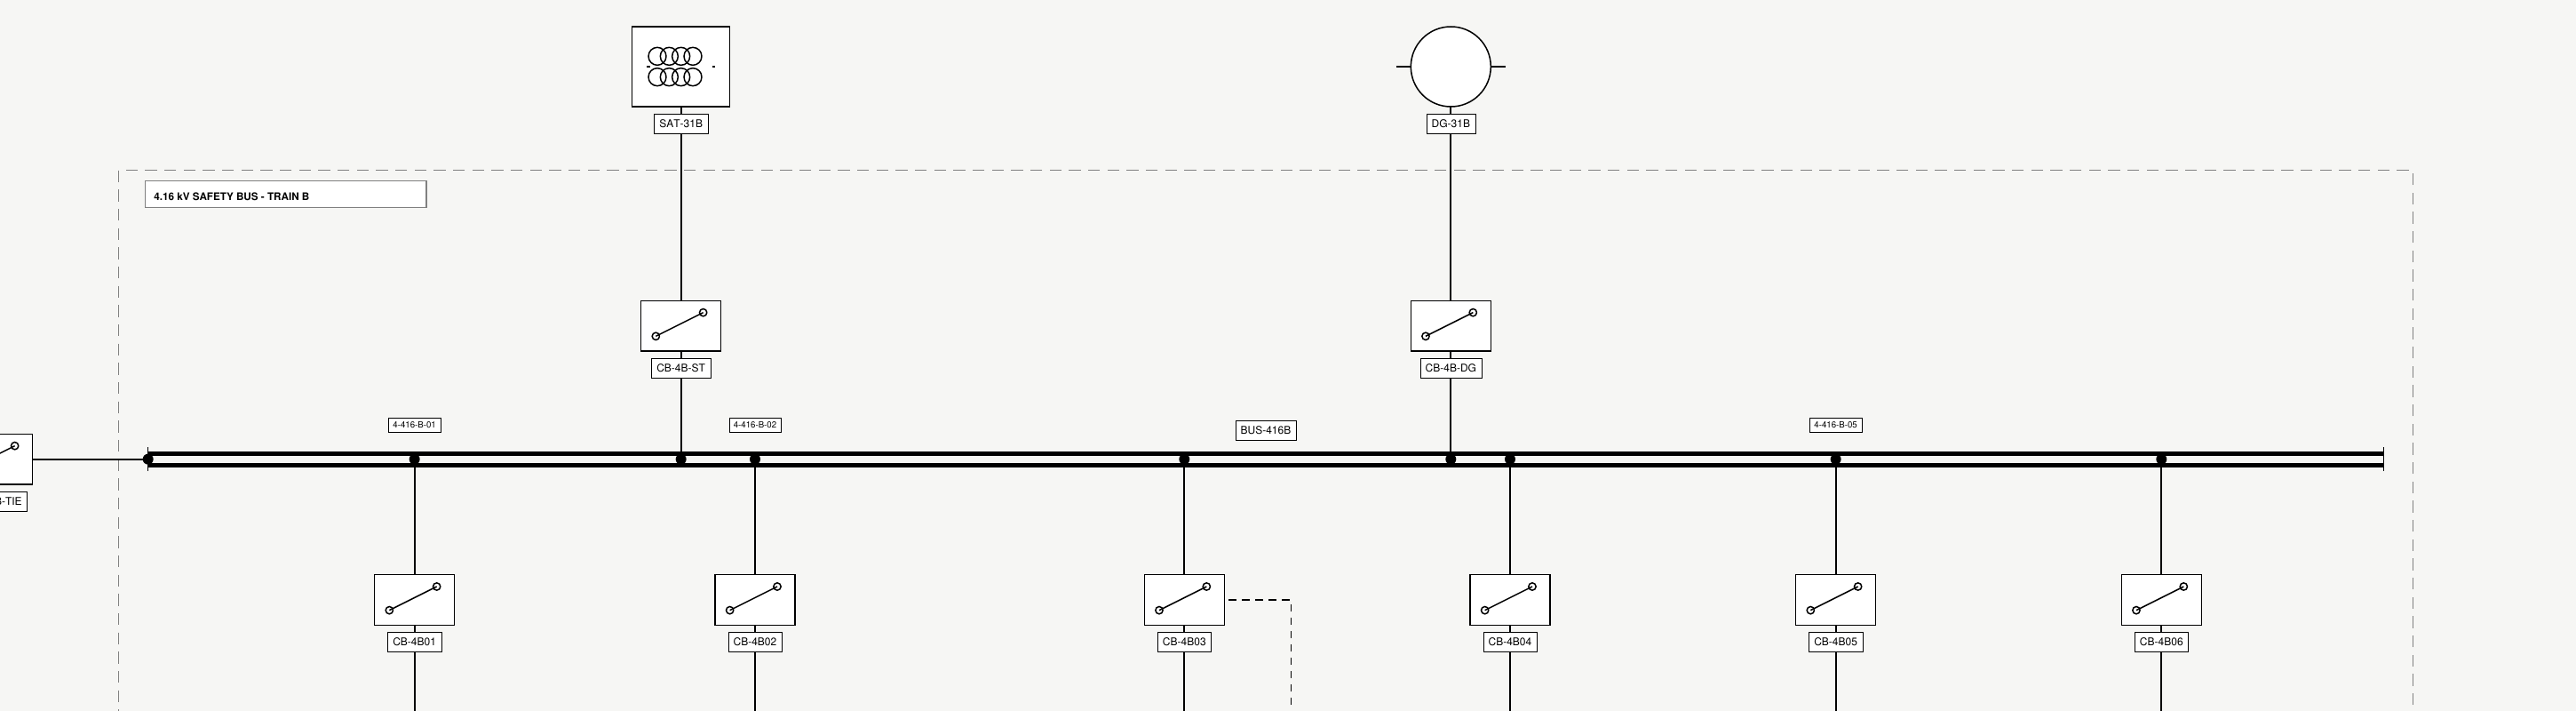 SAT-31B
DG-31B
4.16 kV SAFETY BUS - TRAIN B
CB-4B-ST
CB-4B-DG
4-416-B-01
4-416-B-02
BUS-416B
4-416-B-05
-TIE
CB-4B01
CB-4B02
CB-4B03
CB-4B04
CB-4B05
CB-4B06